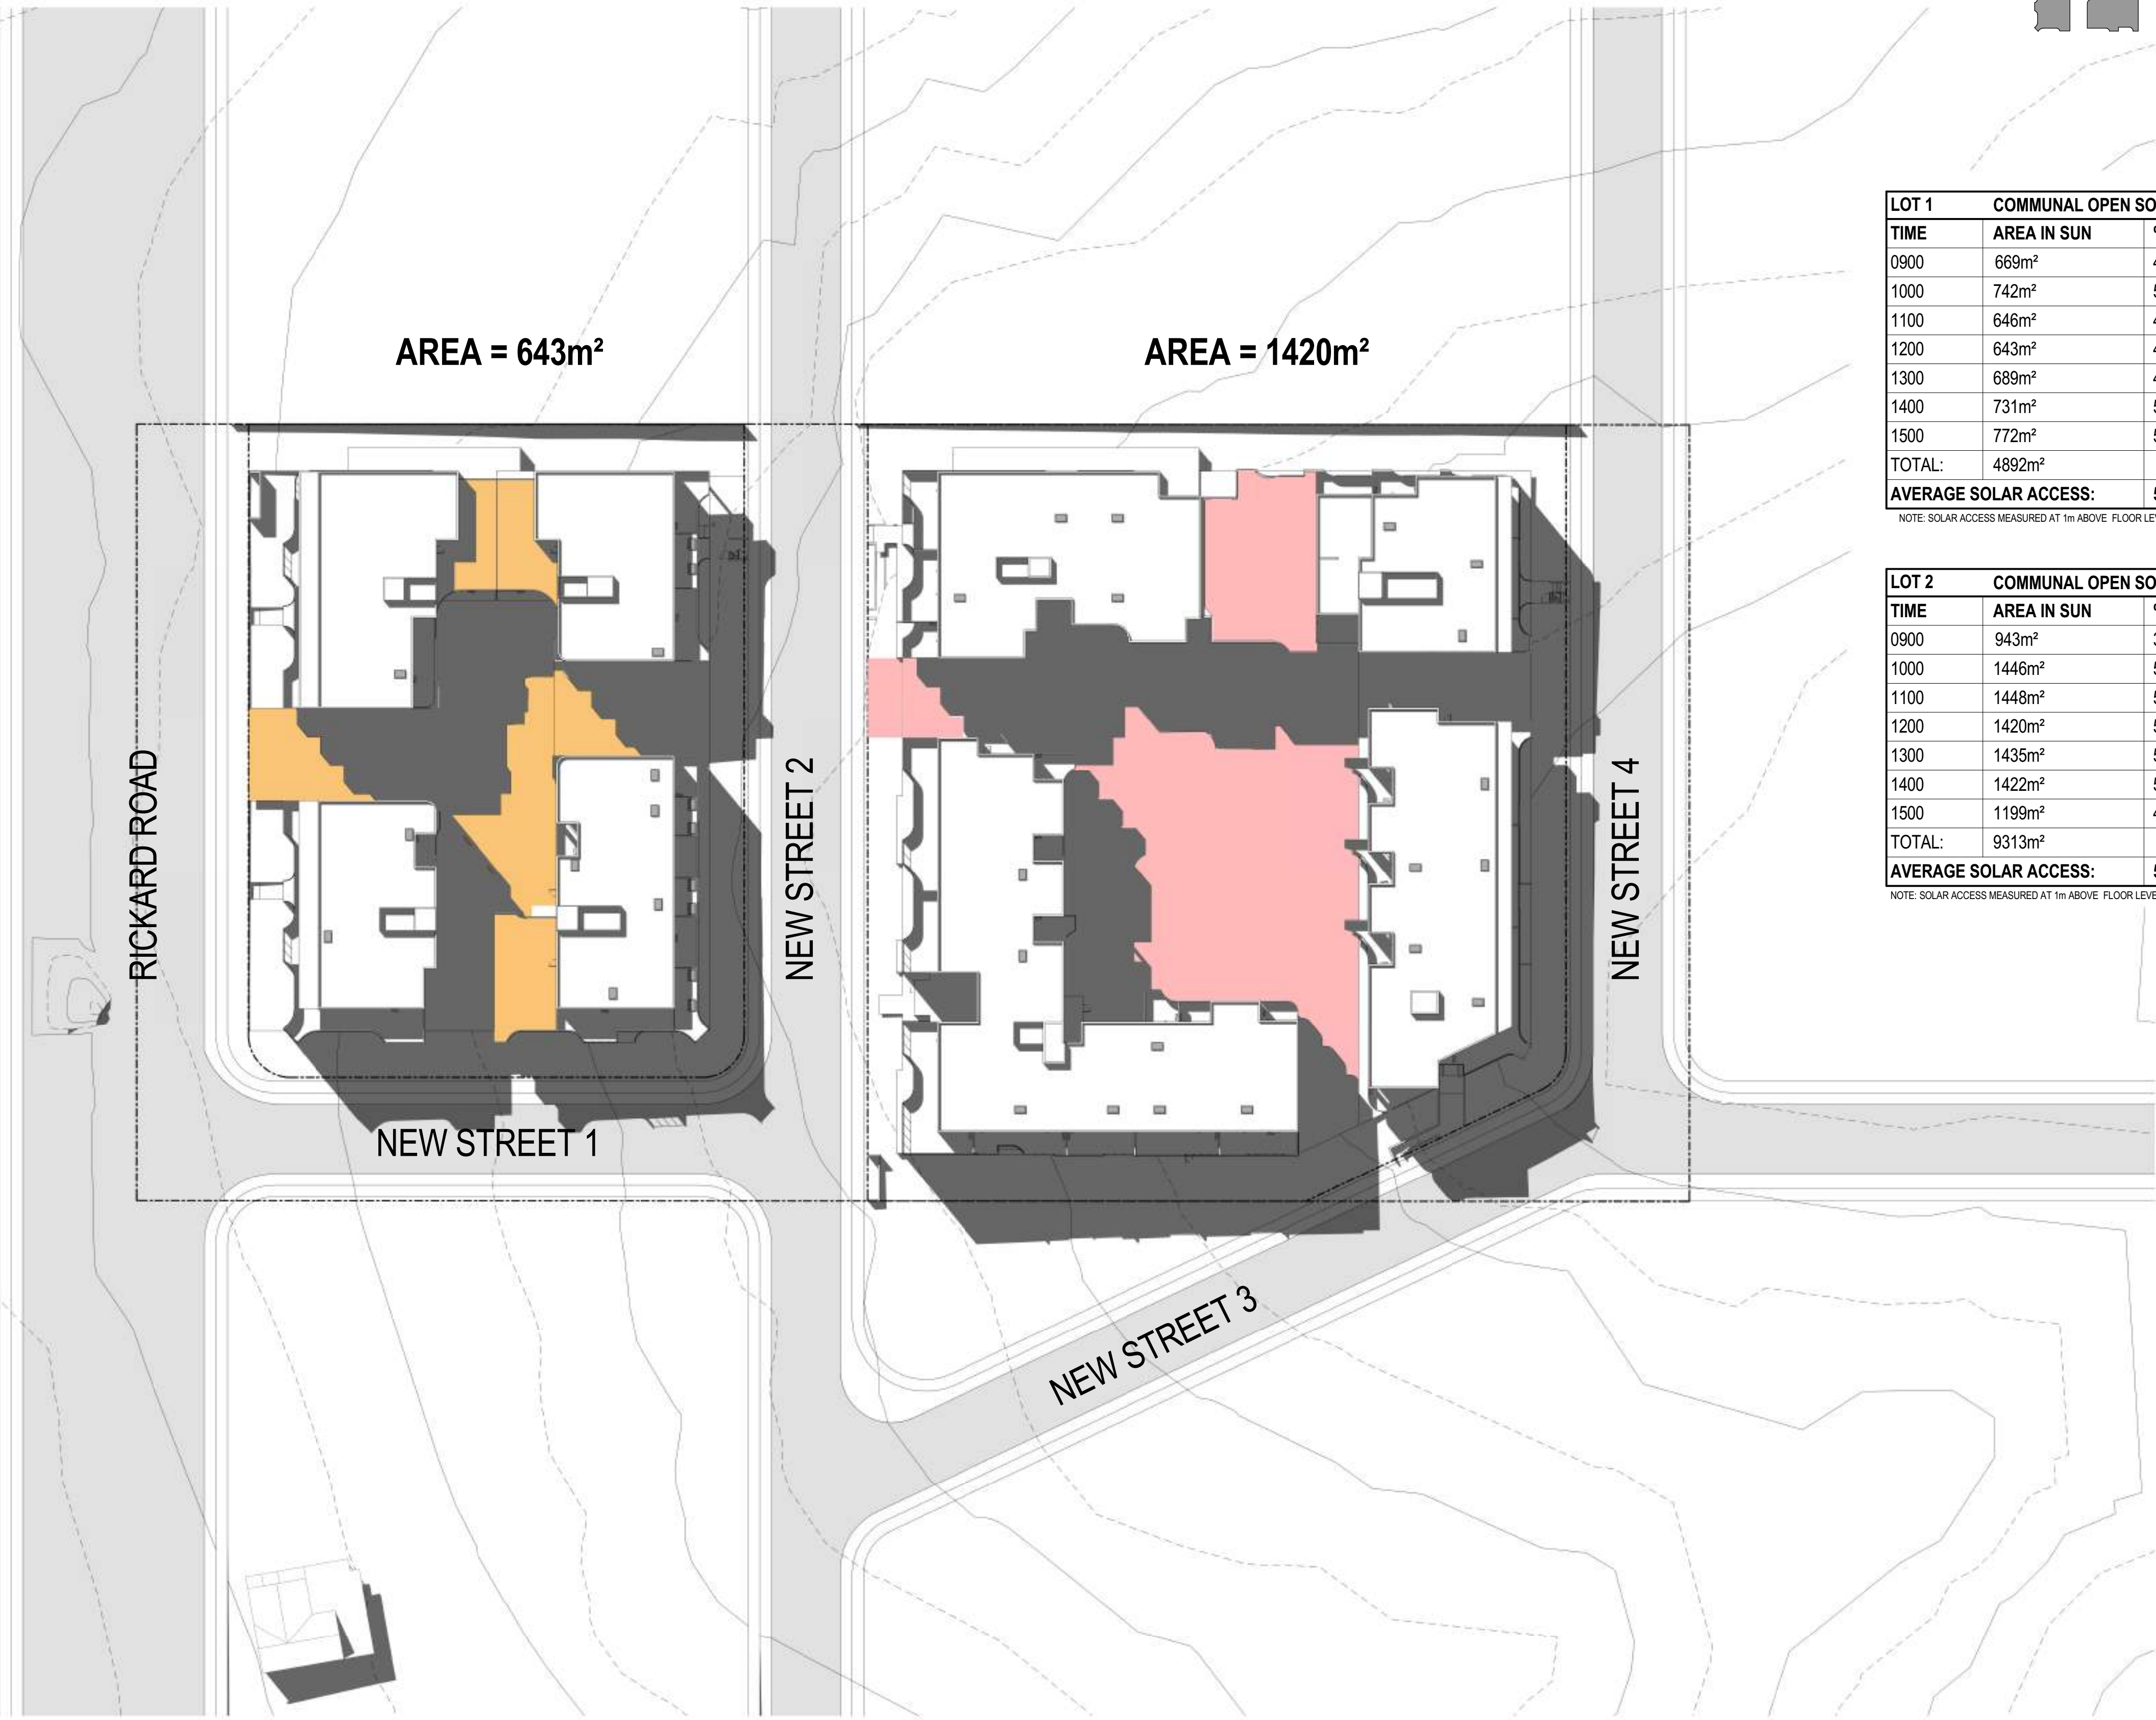 AREA = 643m²
AREA = 1420m²
RICKARD ROAD
NEW STREET 1
NEW STREET 2
NEW STREET 3
NEW STREET 4
LOT 1 COMMUNAL OPEN
TIME AREA IN SUN
0900 669m²
1000 742m²
1100 646m²
1200 643m²
1300 689m²
1400 731m²
1500 772m²
TOTAL: 4892m²
AVERAGE SOLAR ACCESS:
NOTE: SOLAR ACCESS MEASURED AT 1m ABOVE FLOOR
LOT 2 COMMUNAL OPEN
TIME AREA IN SUN
0900 943m²
1000 1446m²
1100 1448m²
1200 1420m²
1300 1435m²
1400 1422m²
1500 1199m²
TOTAL: 9313m²
AVERAGE SOLAR ACCESS:
NOTE: SOLAR ACCESS MEASURED AT 1m ABOVE FLOOR